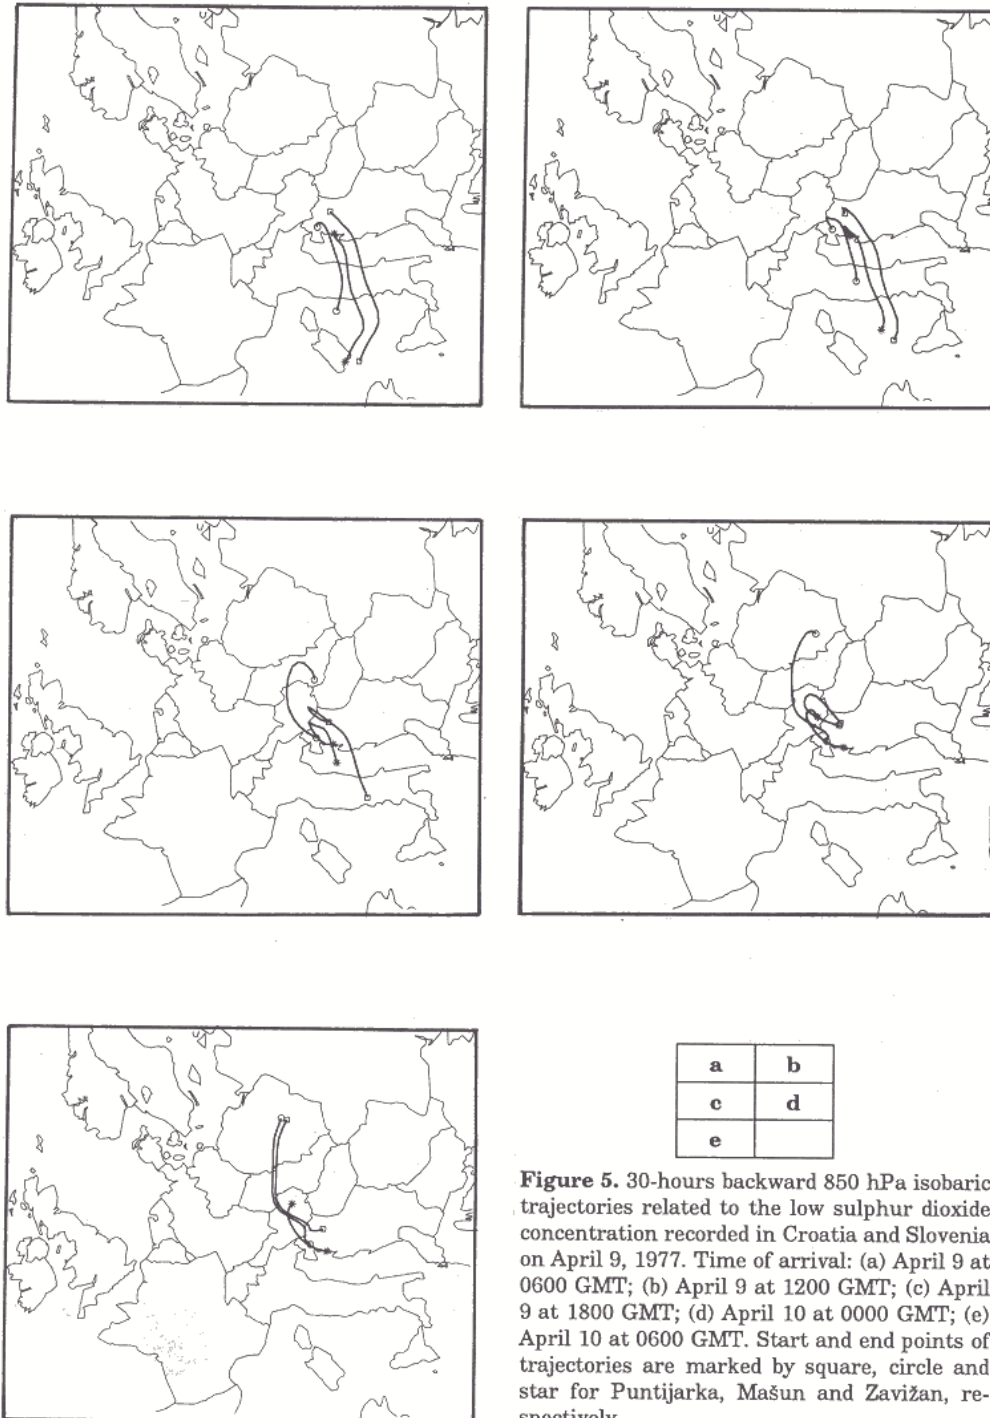 a b
c d
e
Figure 5. 30-hours backward 850 hPa isobaric
trajectories related to the low sulphur dioxide
concentration recorded in Croatia and Slovenia
on April 9, 1977. Time of arrival: (a) April 9 at
0600 GMT; (b) April 9 at 1200 GMT; (c) April
9 at 1800 GMT; (d) April 10 at 0000 GMT; (e)
April 10 at 0600 GMT. Start and end points of
trajectories are marked by square, circle and
star for Puntijarka, Mašun and Zavižan, re-
spectively.